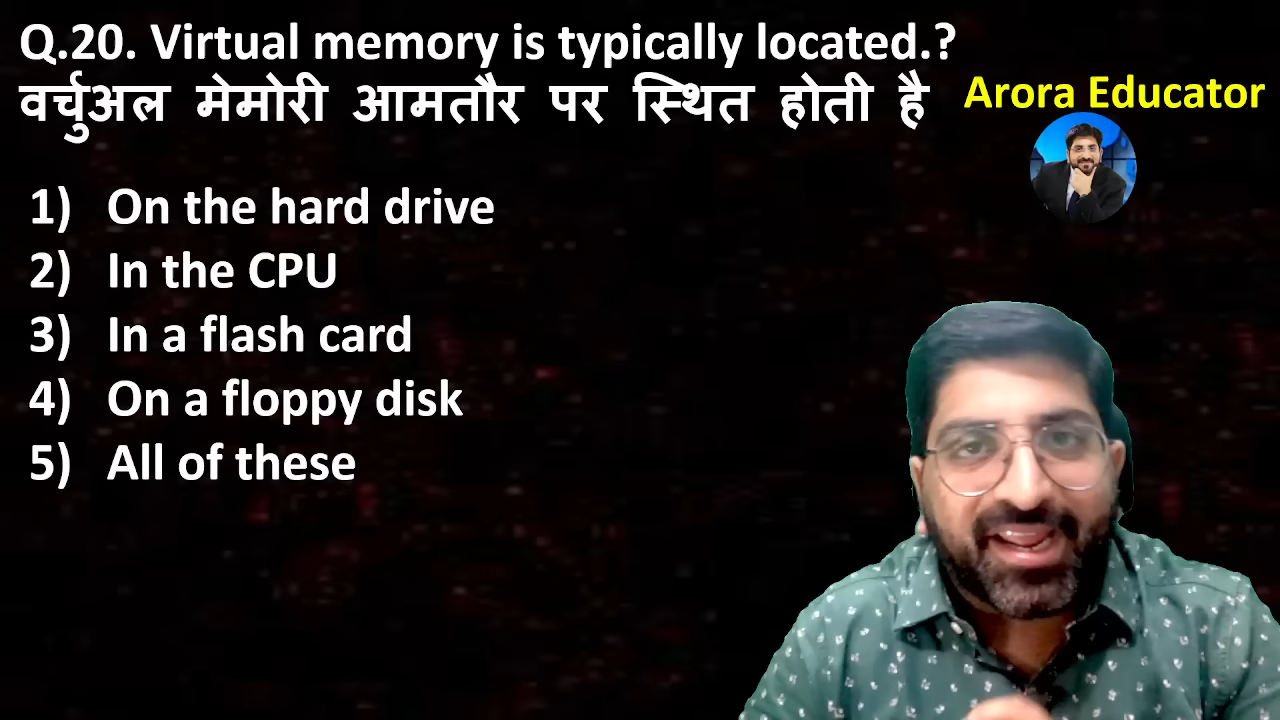 Q.20. Virtual memory is typically located.?
वर्चुअल मेमोरी आमतौर पर स्थित होती है
Arora Educator
1) On the hard drive
2) In the CPU
3) In a flash card
4) On a floppy disk
5) All of these